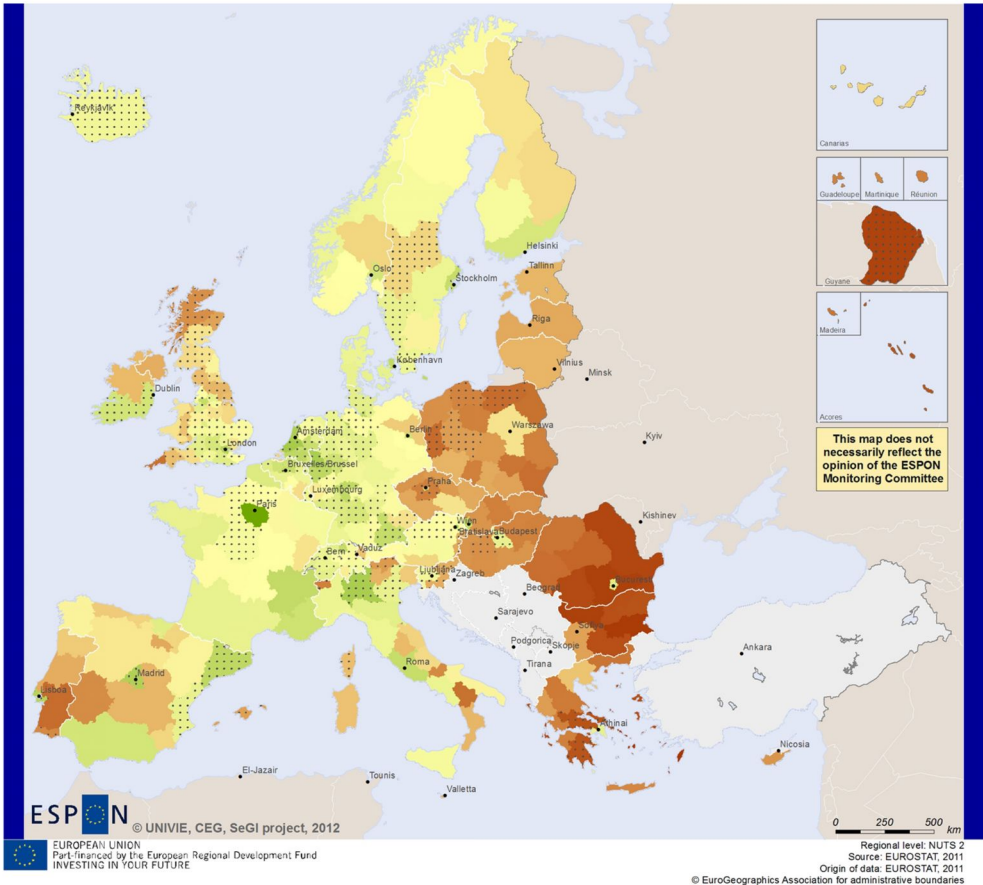 Canarias
Reykjavik
Guadeloupe
Martinique
Réunion
Guyane
Madeira
Acores
This map does not
necessarily reflect the
opinion of the ESPON
Monitoring Committee
Helsinki
Oslo
Tallinn
Stockholm
Riga
Kobenhavn
Vilnius
Minsk
Dublin
Amsterdam
Berlin
Warszawa
London
Kyiv
Bruxelles/Brussel
Praha
Luxembourg
Paris
Kishinev
Wien
Bratislava
Budapest
Bern
Vaduz
Ljubljana
Zagreb
Beograd
Sarajevo
Podgorica
Skopje
Tirana
Ankara
Roma
Madrid
Lisboa
Athinai
Nicosia
El-Jazair
Tounis
Valletta
ESPON
© UNIVIE, CEG, SeGI project, 2012
0 250 500 km
EUROPEAN UNION
Part-financed by the European Regional Development Fund
INVESTING IN YOUR FUTURE
Regional level: NUTS 2
Source: EUROSTAT, 2011
Origin of data: EUROSTAT, 2011
© EuroGeographics Association for administrative boundaries